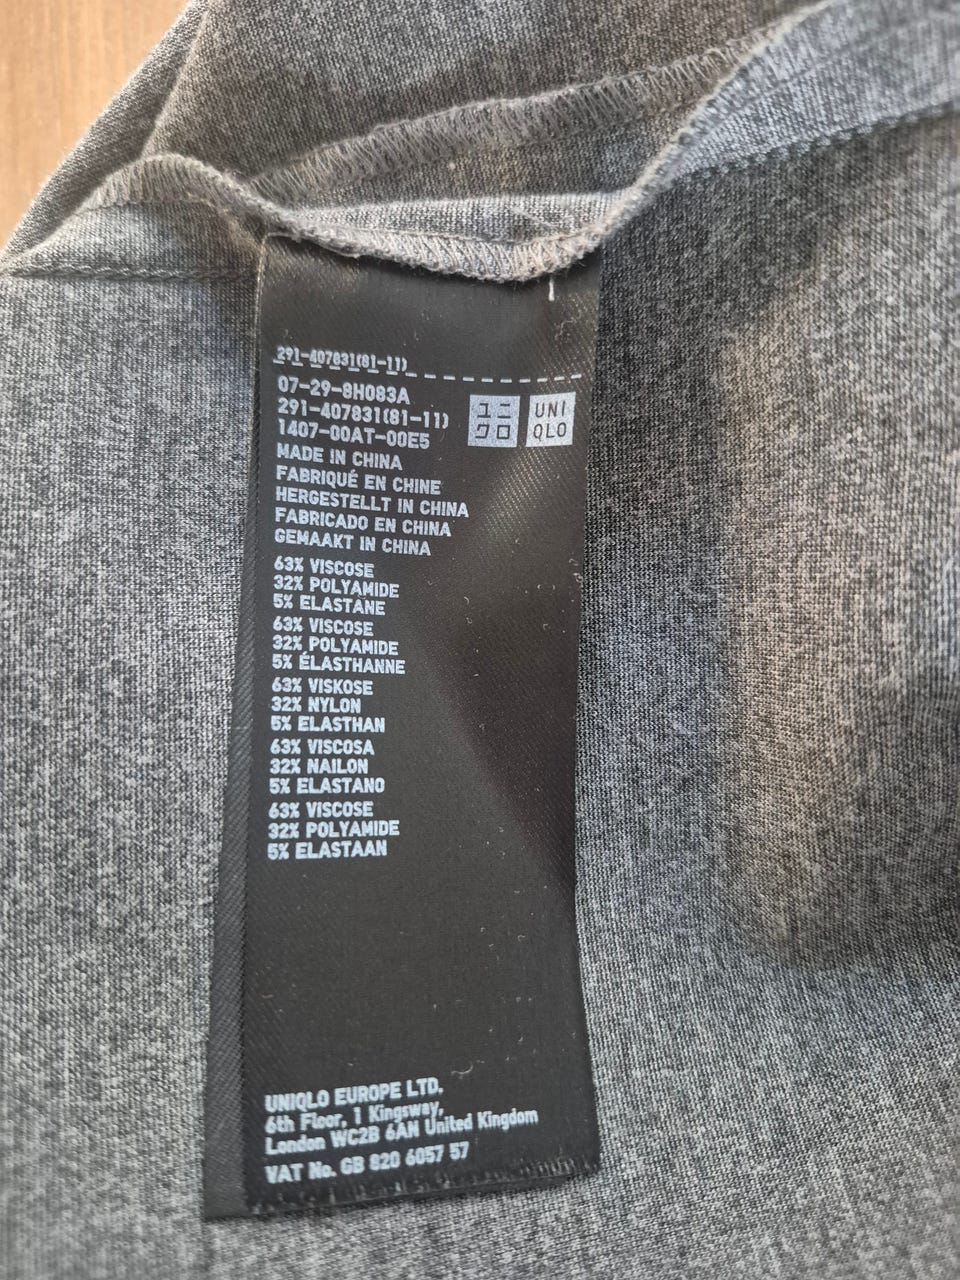 291-407831(81-11)
07-29-8H083A
291-407831(81-11)
1407-00AT-00E5
ユニ
クロ
UNI
QLO
MADE IN CHINA
FABRIQUÉ EN CHINE
HERGESTELLT IN CHINA
FABRICADO EN CHINA
GEMAAKT IN CHINA
63% VISCOSE
32% POLYAMIDE
5% ELASTANE
63% VISCOSE
32% POLYAMIDE
5% ÉLASTHANNE
63% VISKOSE
32% NYLON
5% ELASTHAN
63% VISCOSA
32% NAILON
5% ELASTANO
63% VISCOSE
32% POLYAMIDE
5% ELASTAAN
UNIQLO EUROPE LTD.
6th Floor, 1 Kingsway,
London WC2B 6AN United Kingdom
VAT No. GB 820 6057 57